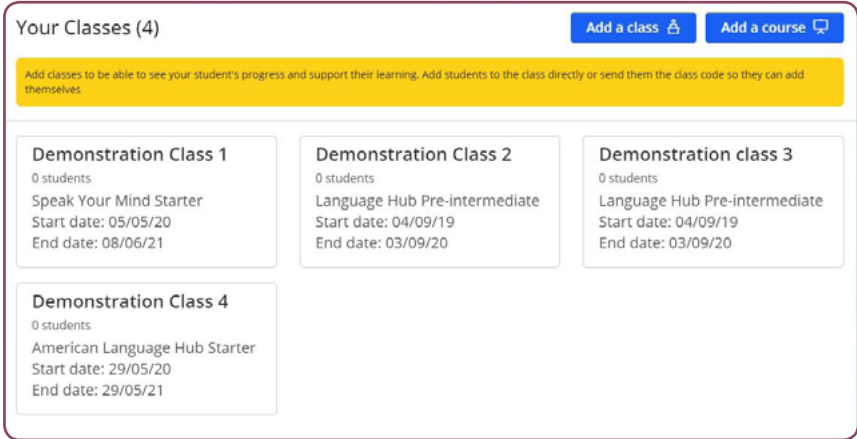 Your Classes (4)
Add a class
Add a course
Add classes to be able to see your student's progress and support their learning. Add students to the class directly or send them the class code so they can add
themselves
Demonstration Class 1
0 students
Speak Your Mind Starter
Start date: 05/05/20
End date: 08/06/21
Demonstration Class 2
0 students
Language Hub Pre-intermediate
Start date: 04/09/19
End date: 03/09/20
Demonstration class 3
0 students
Language Hub Pre-intermediate
Start date: 04/09/19
End date: 03/09/20
Demonstration Class 4
0 students
American Language Hub Starter
Start date: 29/05/20
End date: 29/05/21